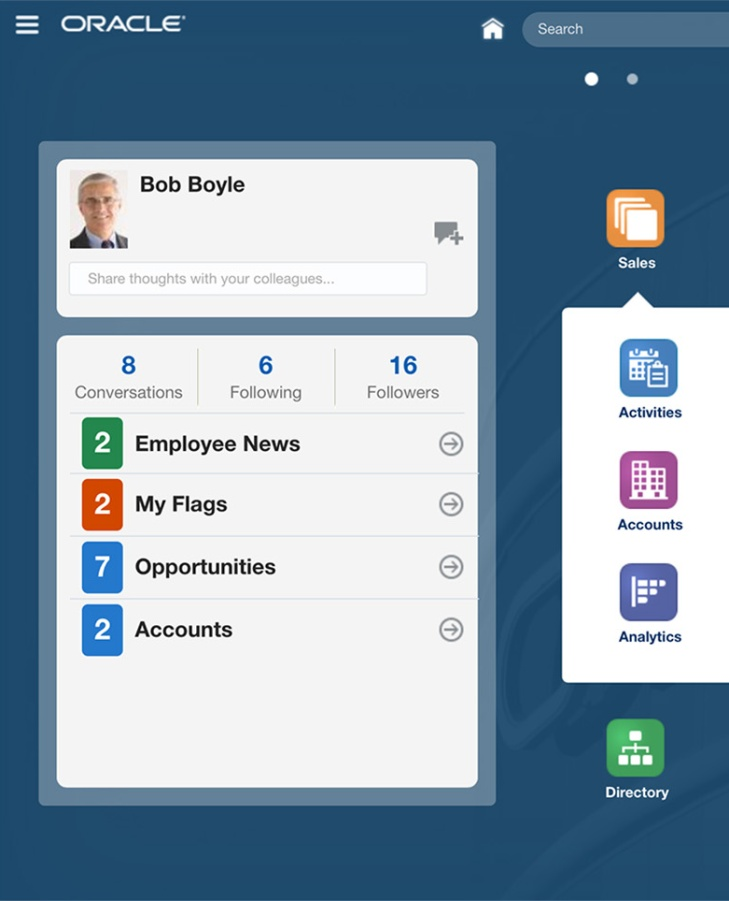 ORACLE
Search
Bob Boyle
Share thoughts with your colleagues...
8 6 16
Conversations Following Followers
2 Employee News
2 My Flags
7 Opportunities
2 Accounts
Sales
Activities
Accounts
Analytics
Directory